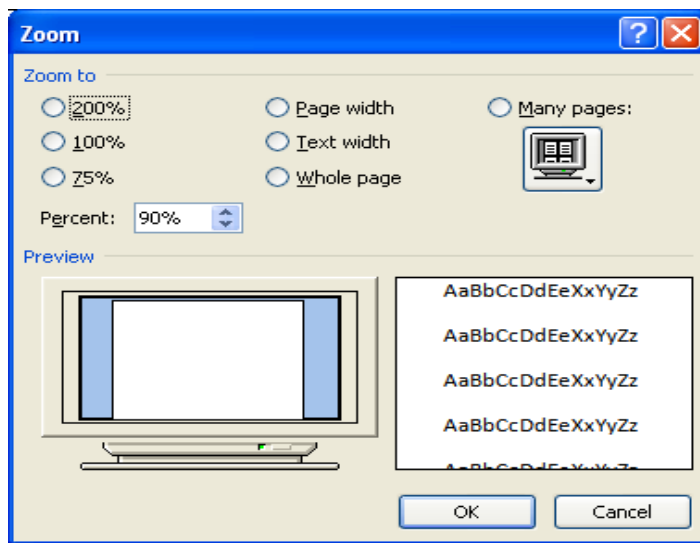 Zoom ?
Zoom to
200% Page width Many pages:
100% Text width
75% Whole page
Percent: 90%
Preview
AaBbCcDdEeXxYyZz
AaBbCcDdEeXxYyZz
AaBbCcDdEeXxYyZz
AaBbCcDdEeXxYyZz
AaBbCcDdEeXxYyZz
OK Cancel